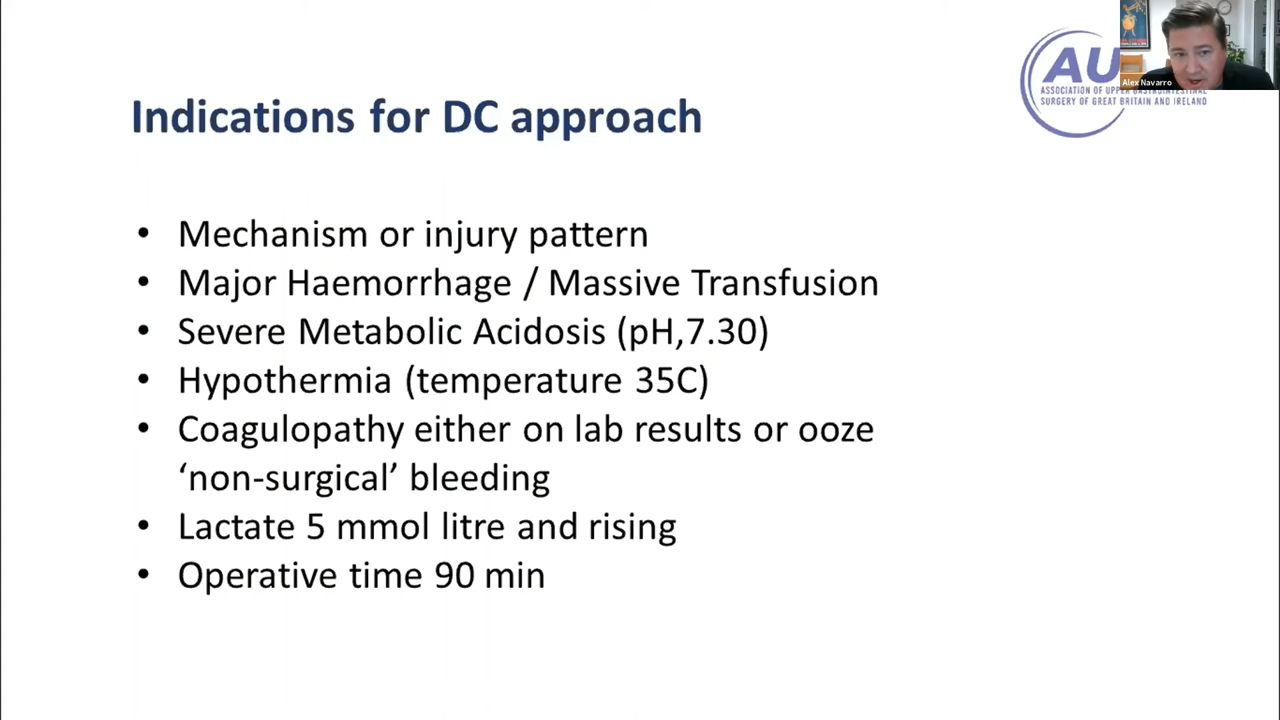 Indications for DC approach
AU
Alex Navarro
ASSOCIATION OF UPPER GASTROINTESTINAL
SURGERY OF GREAT BRITAIN AND IRELAND
• Mechanism or injury pattern
• Major Haemorrhage / Massive Transfusion
• Severe Metabolic Acidosis (pH,7.30)
• Hypothermia (temperature 35C)
• Coagulopathy either on lab results or ooze
‘non-surgical’ bleeding
• Lactate 5 mmol litre and rising
• Operative time 90 min